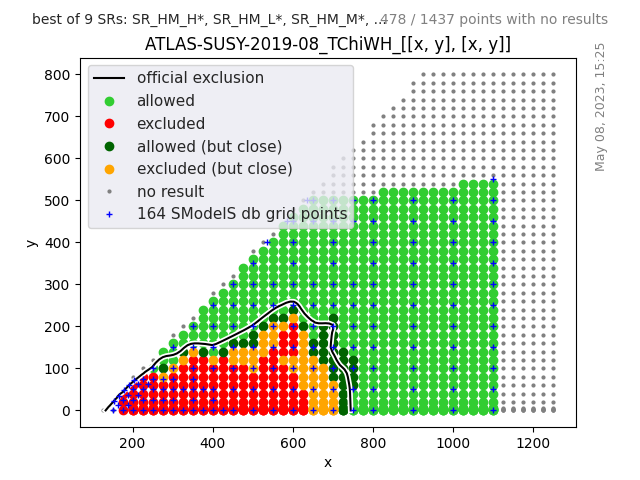 best of 9 SRs: SR_HM_H*, SR_HM_L*, SR_HM_M*, ...
478 / 1437 points with no results
ATLAS-SUSY-2019-08_TChiWH_[[x, y], [x, y]]
May 08, 2023, 15:25
official exclusion
allowed
excluded
allowed (but close)
excluded (but close)
no result
164 SModelS db grid points
800
700
600
500
400
300
200
100
0
y
200
400
600
800
1000
1200
x